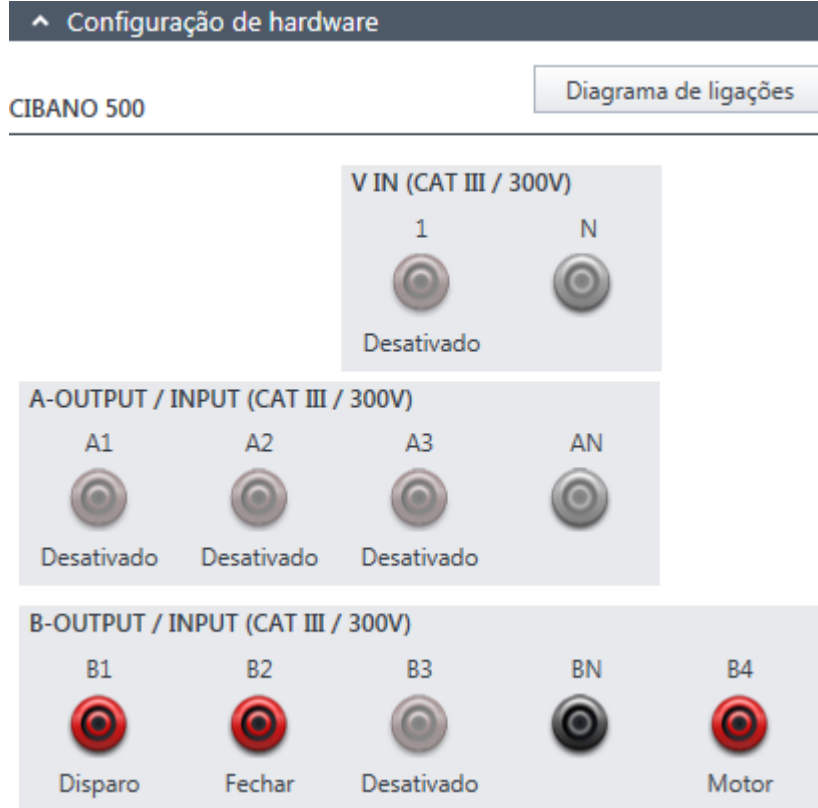 Configuração de hardware
Diagrama de ligações
CIBANO 500
V IN (CAT III / 300V)
1 N
Desativado
A-OUTPUT / INPUT (CAT III / 300V)
A1 A2 A3 AN
Desativado Desativado Desativado
B-OUTPUT / INPUT (CAT III / 300V)
B1 B2 B3 BN B4
Disparo Fechar Desativado Motor